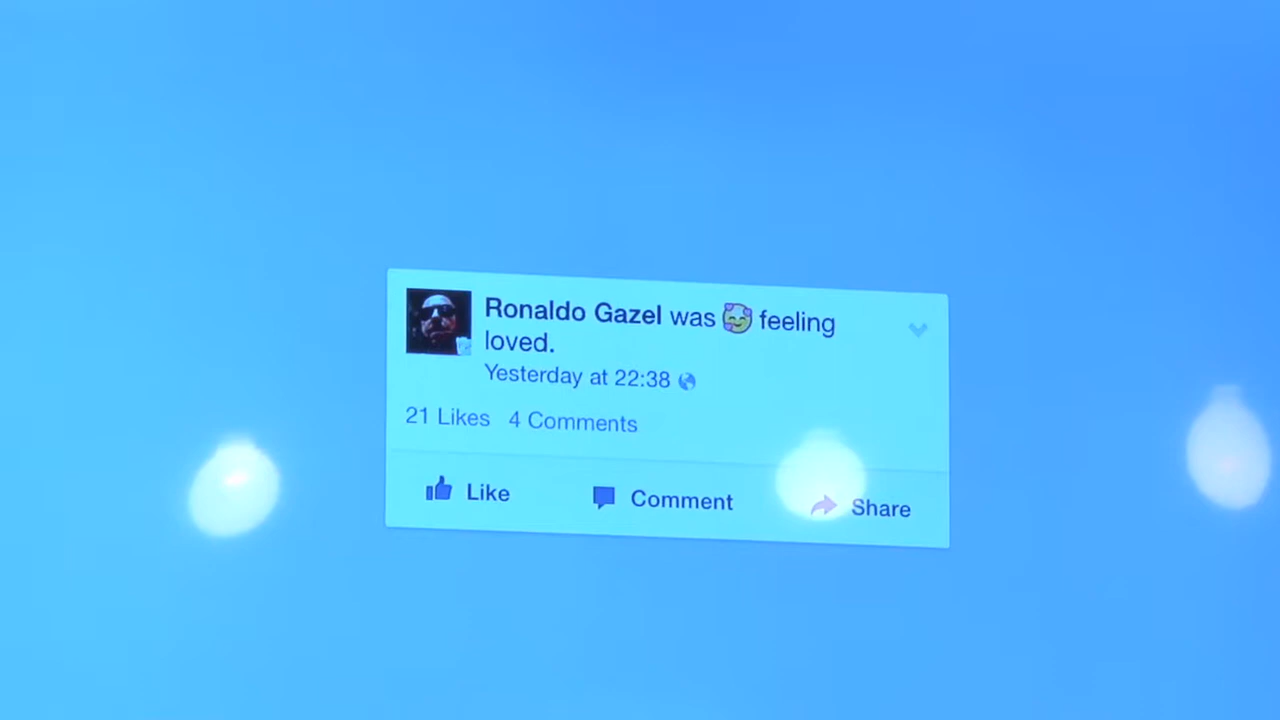 Ronaldo Gazel was feeling
loved.
Yesterday at 22:38
21 Likes 4 Comments
Like Comment Share